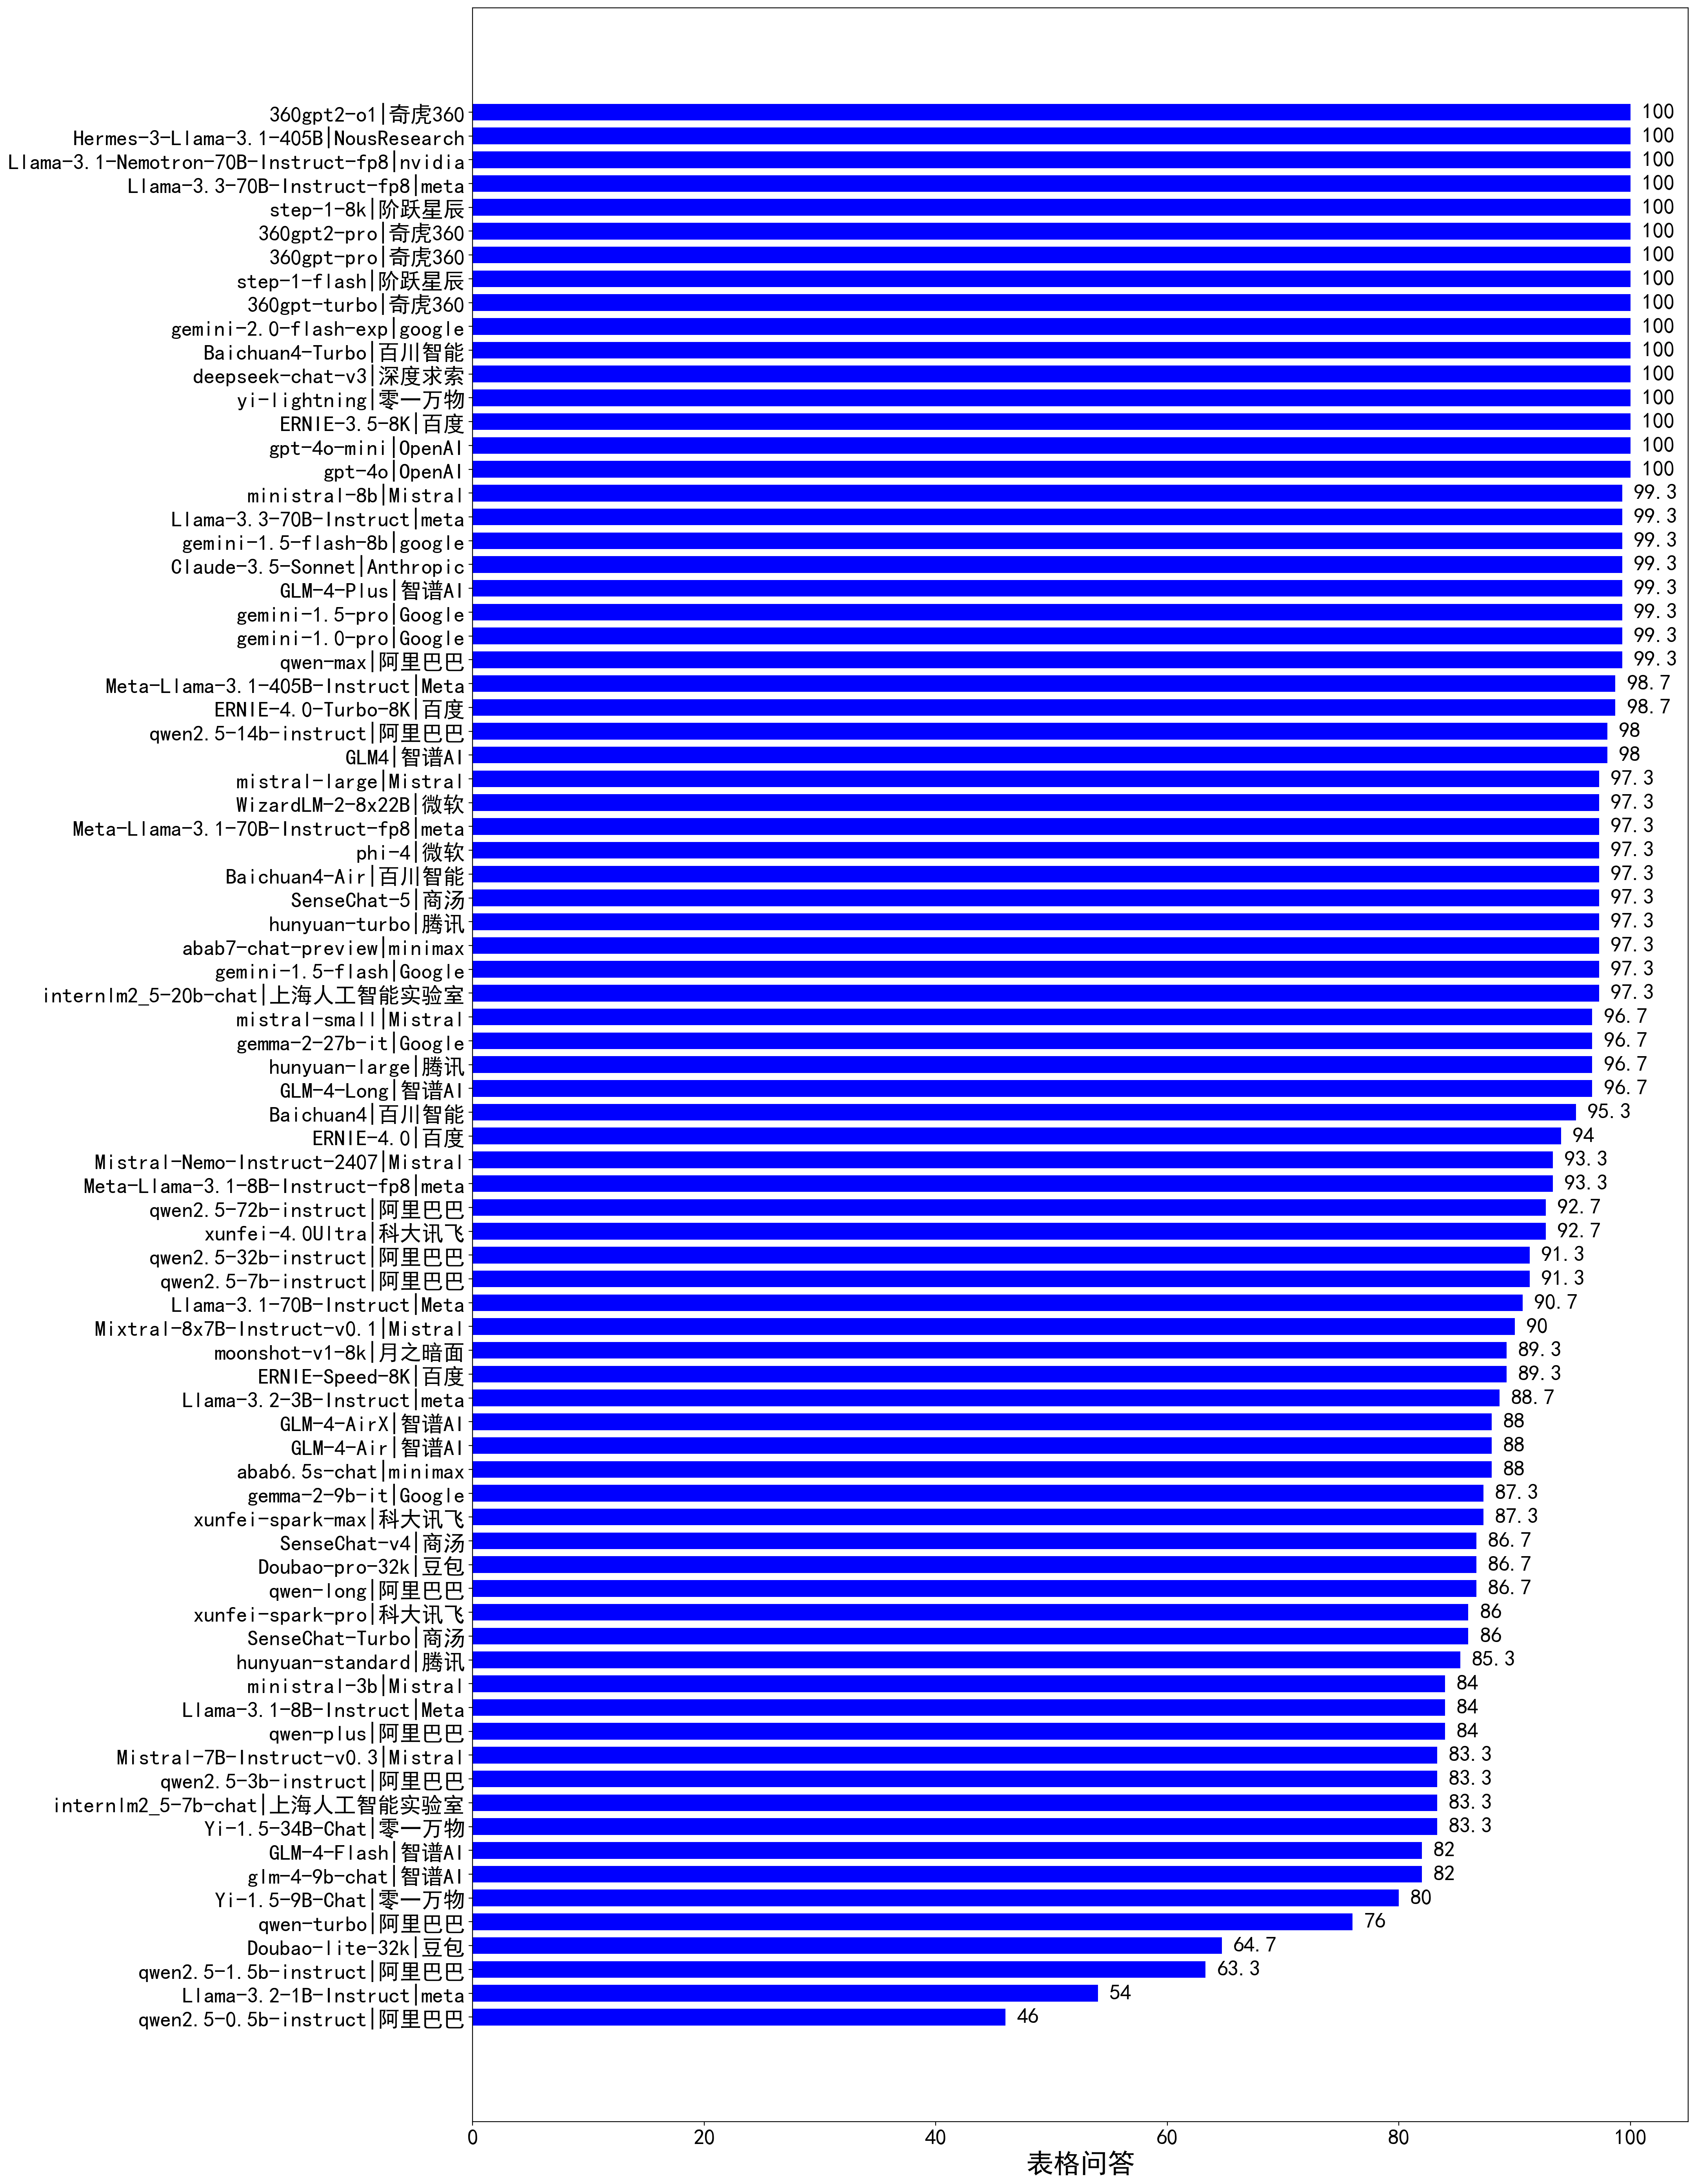 360gpt2-o1|奇虎360 100
Hermes-3-Llama-3.1-405B|NousResearch 100
Llama-3.1-Nemotron-70B-Instruct-fp8|nvidia 100
Llama-3.3-70B-Instruct-fp8|meta 100
step-1-8k|阶跃星辰 100
360gpt2-pro|奇虎360 100
360gpt-pro|奇虎360 100
step-1-flash|阶跃星辰 100
360gpt-turbo|奇虎360 100
gemini-2.0-flash-exp|google 100
Baichuan4-Turbo|百川智能 100
deepseek-chat-v3|深度求索 100
yi-lightning|零一万物 100
ERNIE-3.5-8K|百度 100
gpt-4o-mini|OpenAI 100
gpt-4o|OpenAI 100
ministral-8b|Mistral 99.3
Llama-3.3-70B-Instruct|meta 99.3
gemini-1.5-flash-8b|google 99.3
Claude-3.5-Sonnet|Anthropic 99.3
GLM-4-Plus|智谱AI 99.3
gemini-1.5-pro|Google 99.3
gemini-1.0-pro|Google 99.3
qwen-max|阿里巴巴 99.3
Meta-Llama-3.1-405B-Instruct|Meta 98.7
ERNIE-4.0-Turbo-8K|百度 98.7
qwen2.5-14b-instruct|阿里巴巴 98
GLM4|智谱AI 98
mistral-large|Mistral 97.3
WizardLM-2-8x22B|微软 97.3
Meta-Llama-3.1-70B-Instruct-fp8|meta 97.3
phi-4|微软 97.3
Baichuan4-Air|百川智能 97.3
SenseChat-5|商汤 97.3
hunyuan-turbo|腾讯 97.3
abab7-chat-preview|minimax 97.3
gemini-1.5-flash|Google 97.3
internlm2_5-20b-chat|上海人工智能实验室 97.3
mistral-small|Mistral 96.7
gemma-2-27b-it|Google 96.7
hunyuan-large|腾讯 96.7
GLM-4-Long|智谱AI 96.7
Baichuan4|百川智能 95.3
ERNIE-4.0|百度 94
Mistral-Nemo-Instruct-2407|Mistral 93.3
Meta-Llama-3.1-8B-Instruct-fp8|meta 93.3
qwen2.5-72b-instruct|阿里巴巴 92.7
xunfei-4.0Ultra|科大讯飞 92.7
qwen2.5-32b-instruct|阿里巴巴 91.3
qwen2.5-7b-instruct|阿里巴巴 91.3
Llama-3.1-70B-Instruct|Meta 90.7
Mixtral-8x7B-Instruct-v0.1|Mistral 90
moonshot-v1-8k|月之暗面 89.3
ERNIE-Speed-8K|百度 89.3
Llama-3.2-3B-Instruct|meta 88.7
GLM-4-AirX|智谱AI 88
GLM-4-Air|智谱AI 88
abab6.5s-chat|minimax 88
gemma-2-9b-it|Google 87.3
xunfei-spark-max|科大讯飞 87.3
SenseChat-v4|商汤 86.7
Doubao-pro-32k|豆包 86.7
qwen-long|阿里巴巴 86.7
xunfei-spark-pro|科大讯飞 86
SenseChat-Turbo|商汤 86
hunyuan-standard|腾讯 85.3
ministral-3b|Mistral 84
Llama-3.1-8B-Instruct|Meta 84
qwen-plus|阿里巴巴 84
Mistral-7B-Instruct-v0.3|Mistral 83.3
qwen2.5-3b-instruct|阿里巴巴 83.3
internlm2_5-7b-chat|上海人工智能实验室 83.3
Yi-1.5-34B-Chat|零一万物 83.3
GLM-4-Flash|智谱AI 82
glm-4-9b-chat|智谱AI 82
Yi-1.5-9B-Chat|零一万物 80
qwen-turbo|阿里巴巴 76
Doubao-lite-32k|豆包 64.7
qwen2.5-1.5b-instruct|阿里巴巴 63.3
Llama-3.2-1B-Instruct|meta 54
qwen2.5-0.5b-instruct|阿里巴巴 46
0 20 40 60 80 100
表格问答